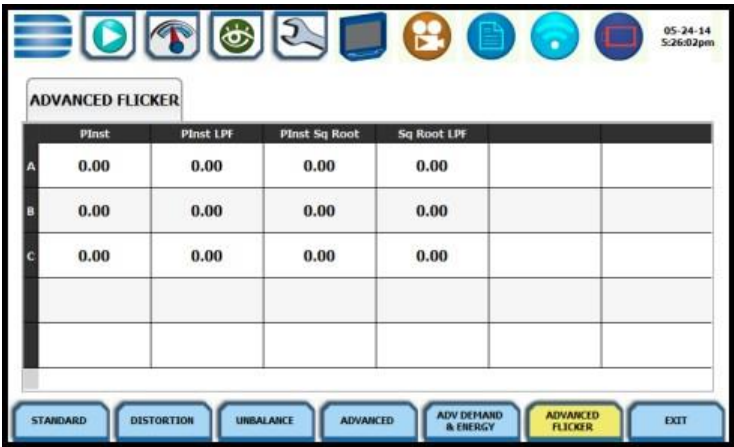 05-24-14
5:26:02pm
ADVANCED FLICKER
PInst PInst LPF PInst Sq Root Sq Root LPF
A 0.00 0.00 0.00 0.00
B 0.00 0.00 0.00 0.00
C 0.00 0.00 0.00 0.00
STANDARD DISTORTION UNBALANCE ADVANCED ADV DEMAND & ENERGY ADVANCED FLICKER EXIT